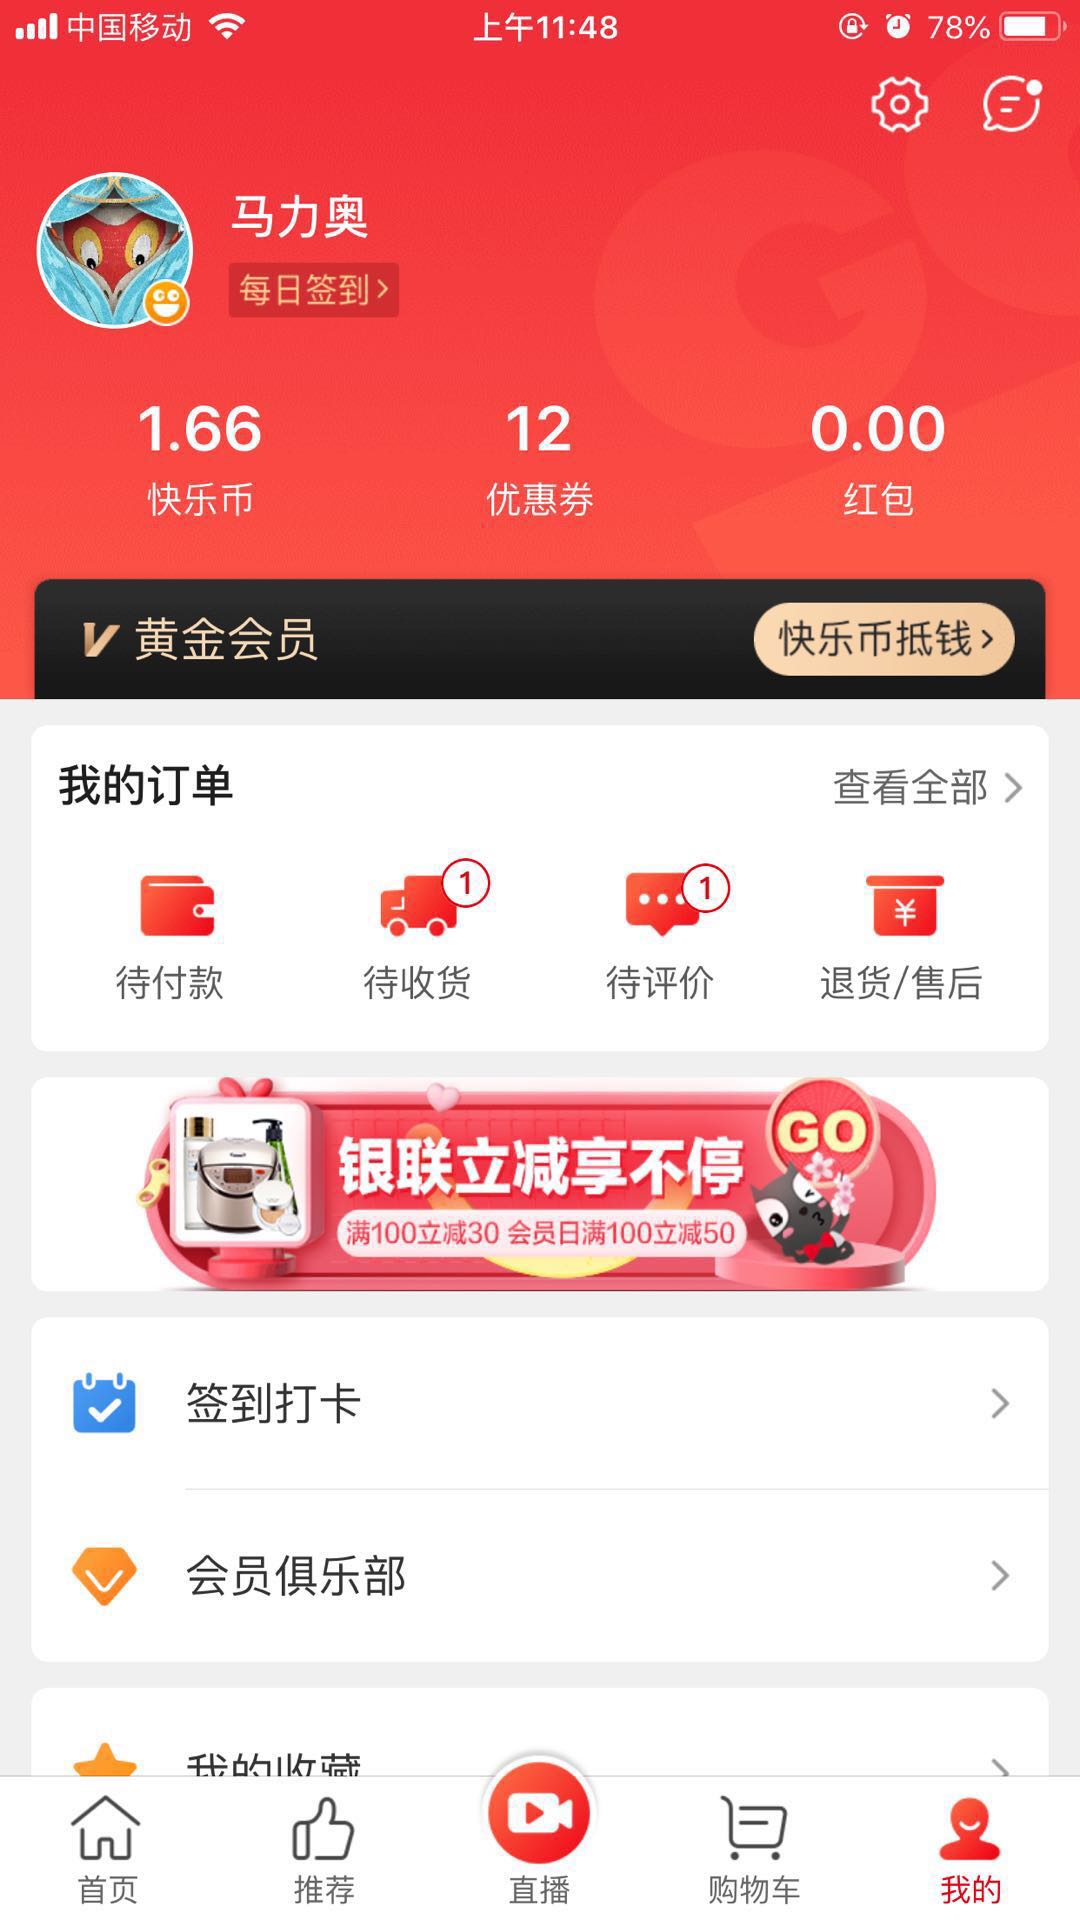 中国移动
上午11:48
78%
马力奥
每日签到
1.66
12
0.00
快乐币
优惠券
红包
黄金会员
快乐币抵钱
我的订单
查看全部
1
1
待付款
待收货
待评价
退货/售后
GO
银联立减享不停
满100立减30 会员日满100立减50
签到打卡
会员俱乐部
我的收藏
首页
推荐
直播
购物车
我的